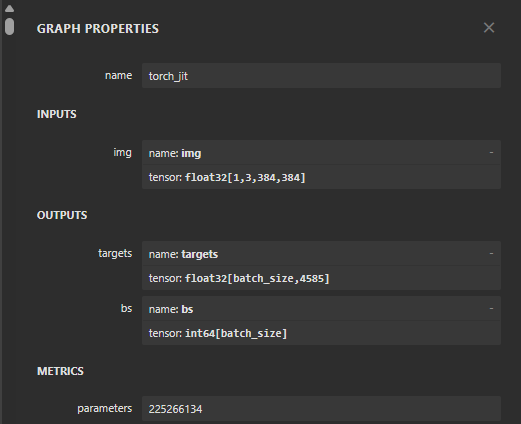 GRAPH PROPERTIES
name torch_jit
INPUTS
img name: img -
tensor: float32[1,3,384,384]
OUTPUTS
targets name: targets -
tensor: float32[batch_size,4585]
bs name: bs -
tensor: int64[batch_size]
METRICS
parameters 225266134